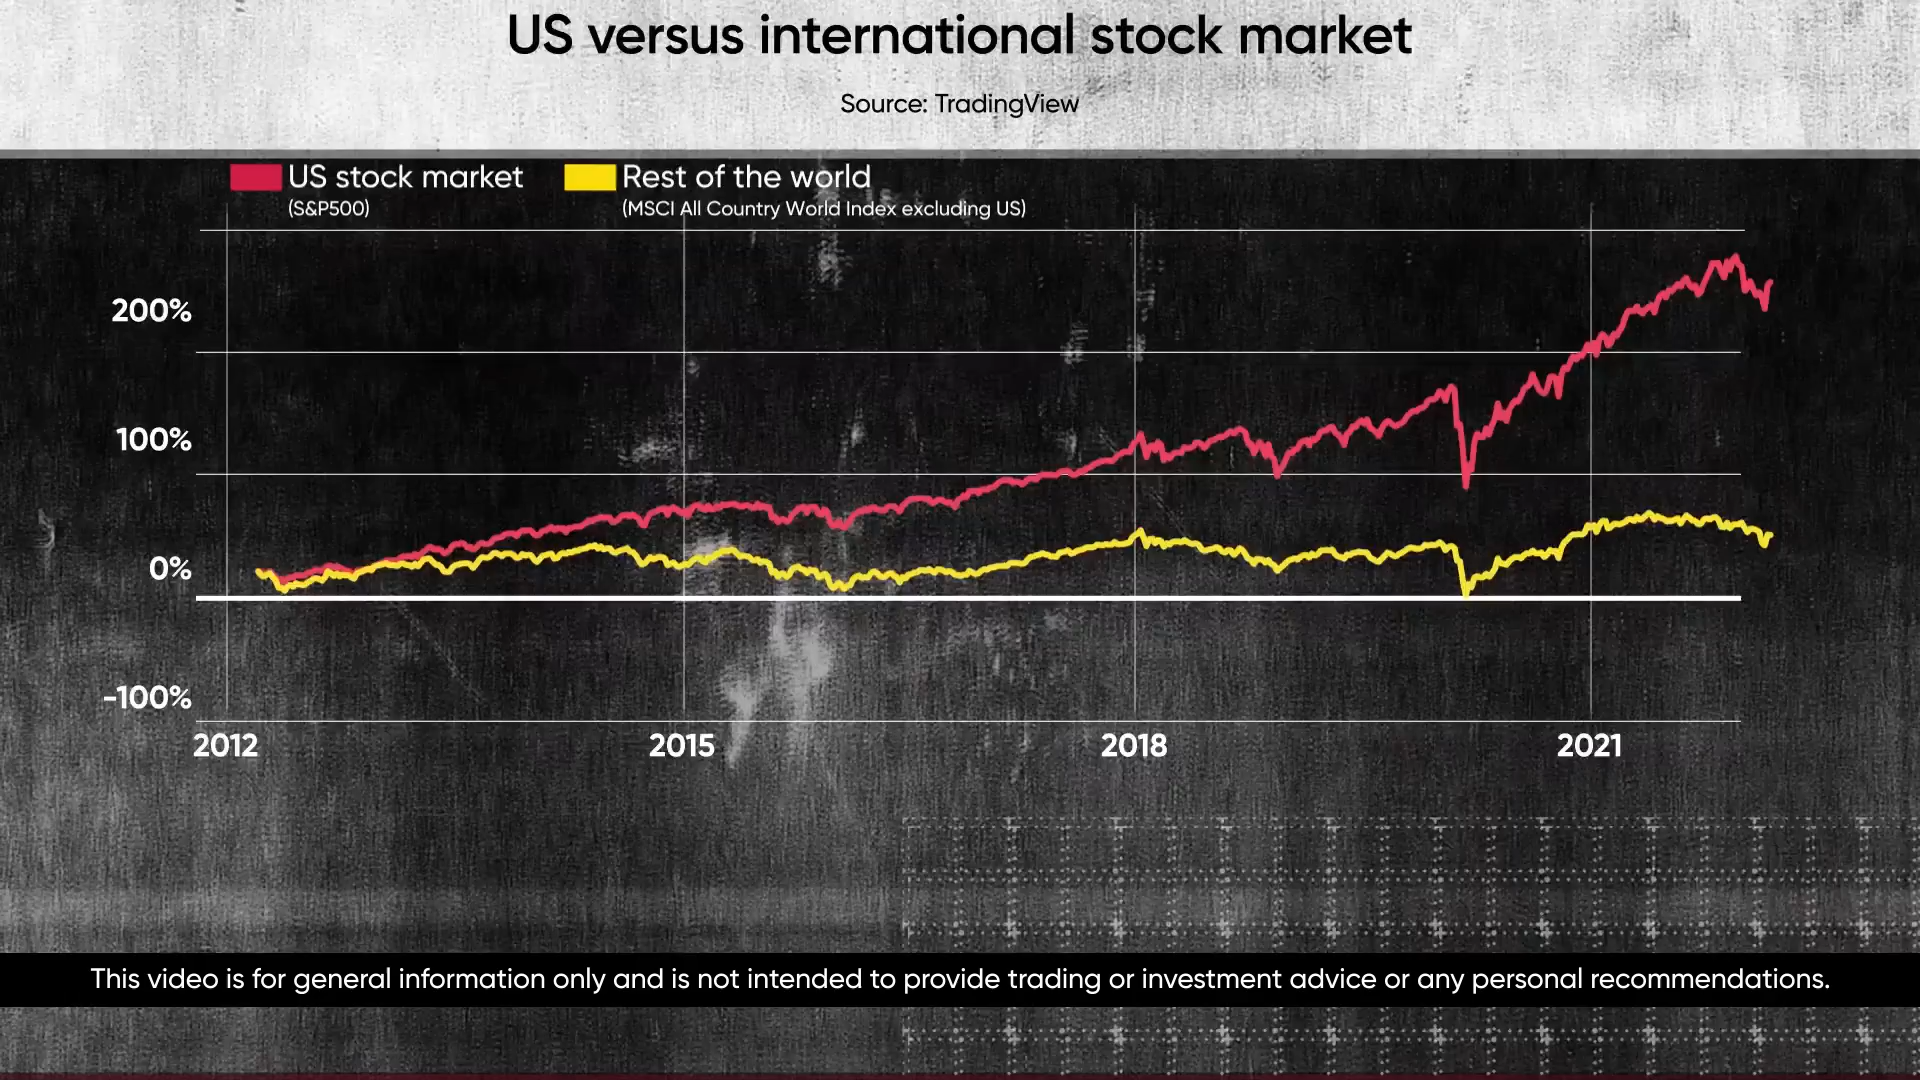 US versus international stock market
Source: TradingView
US stock market
(S&P500)
Rest of the world
(MSCI All Country World Index excluding US)
200%
100%
0%
-100%
2012
2015
2018
2021
This video is for general information only and is not intended to provide trading or investment advice or any personal recommendations.